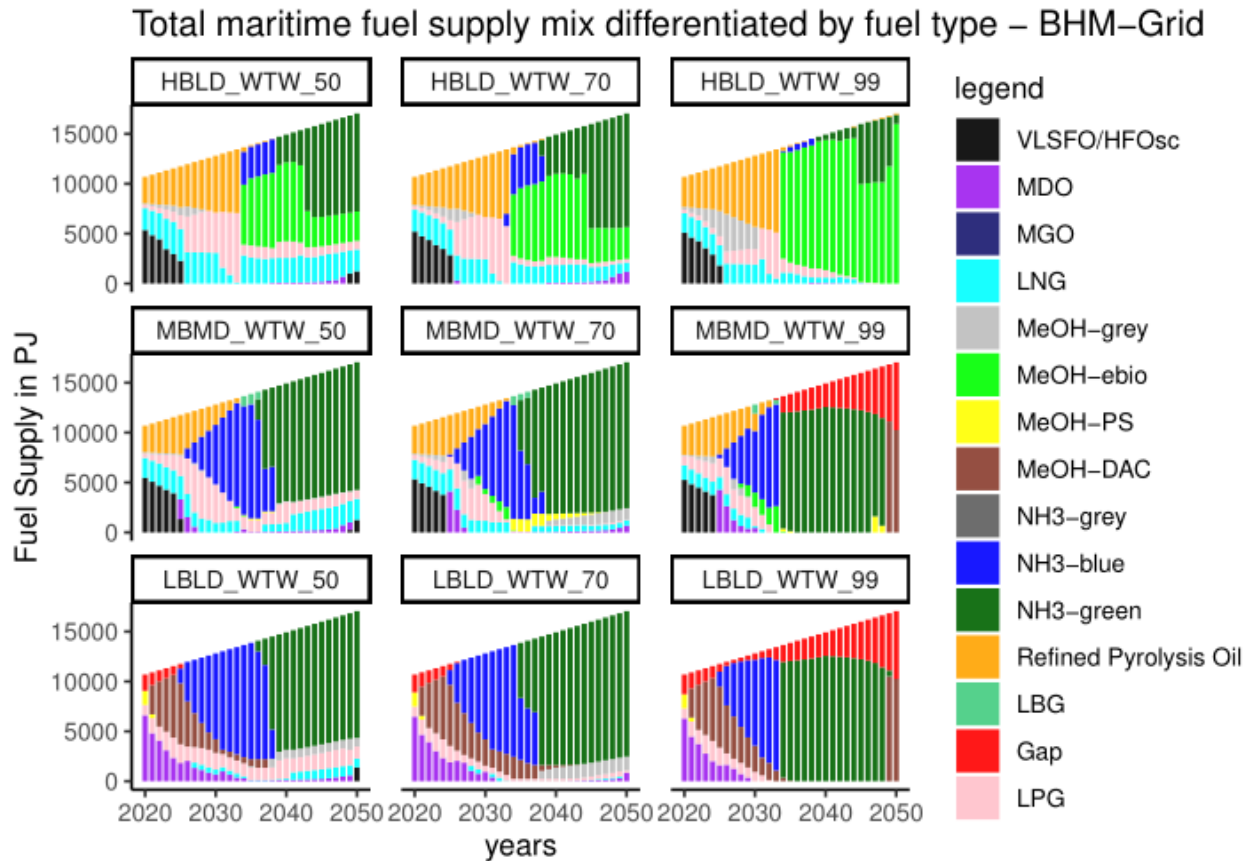 Total maritime fuel supply mix differentiated by fuel type – BHM–Grid
HBLD_WTW_50
HBLD_WTW_70
HBLD_WTW_99
15000
10000
5000
0
MBMD_WTW_50
MBMD_WTW_70
MBMD_WTW_99
15000
10000
5000
0
Fuel Supply in PJ
LBLD_WTW_50
LBLD_WTW_70
LBLD_WTW_99
15000
10000
5000
0
2020 2030 2040 2050 2020 2030 2040 2050 2020 2030 2040 2050
years
legend
VLSFO/HFOsc
MDO
MGO
LNG
MeOH–grey
MeOH–ebio
MeOH–PS
MeOH–DAC
NH3–grey
NH3–blue
NH3–green
Refined Pyrolysis Oil
LBG
Gap
LPG